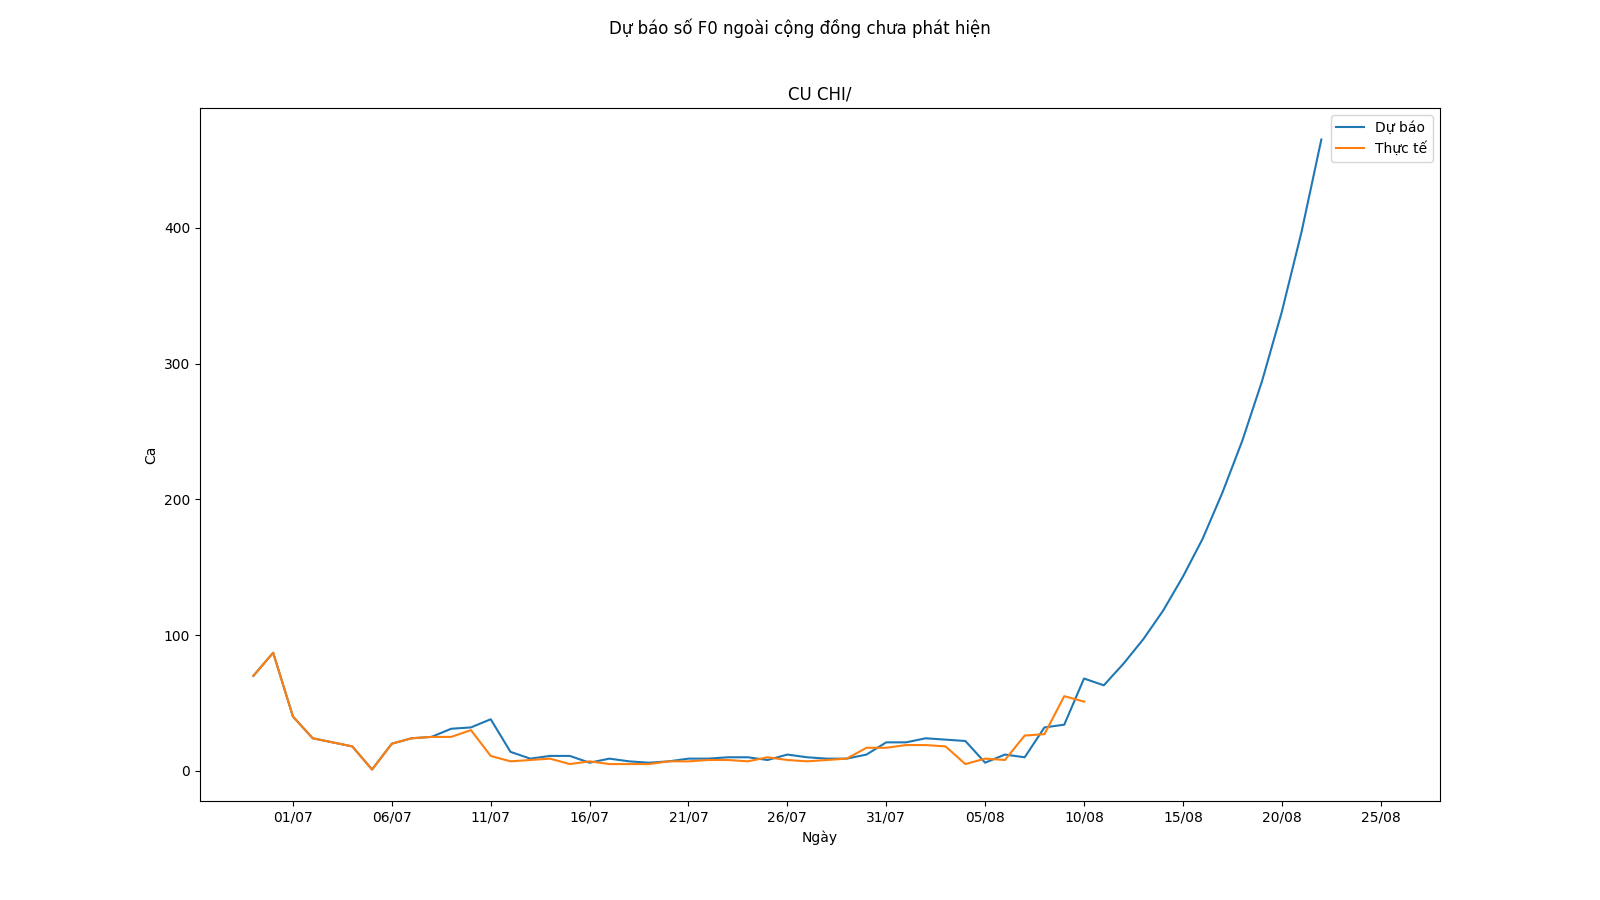 Dự báo số F0 ngoài cộng đồng chưa phát hiện
CU CHI/
Dự báo
Thực tế
400
300
200
100
0
Ca
01/07 06/07 11/07 16/07 21/07 26/07 31/07 05/08 10/08 15/08 20/08 25/08
Ngày